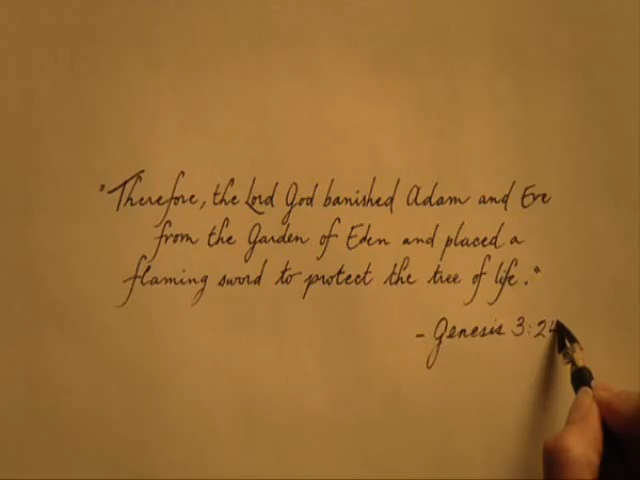 "Therefore, the Lord God banished Adam and Eve
from the Garden of Eden and placed a
flaming sword to protect the tree of life."
- Genesis 3:24